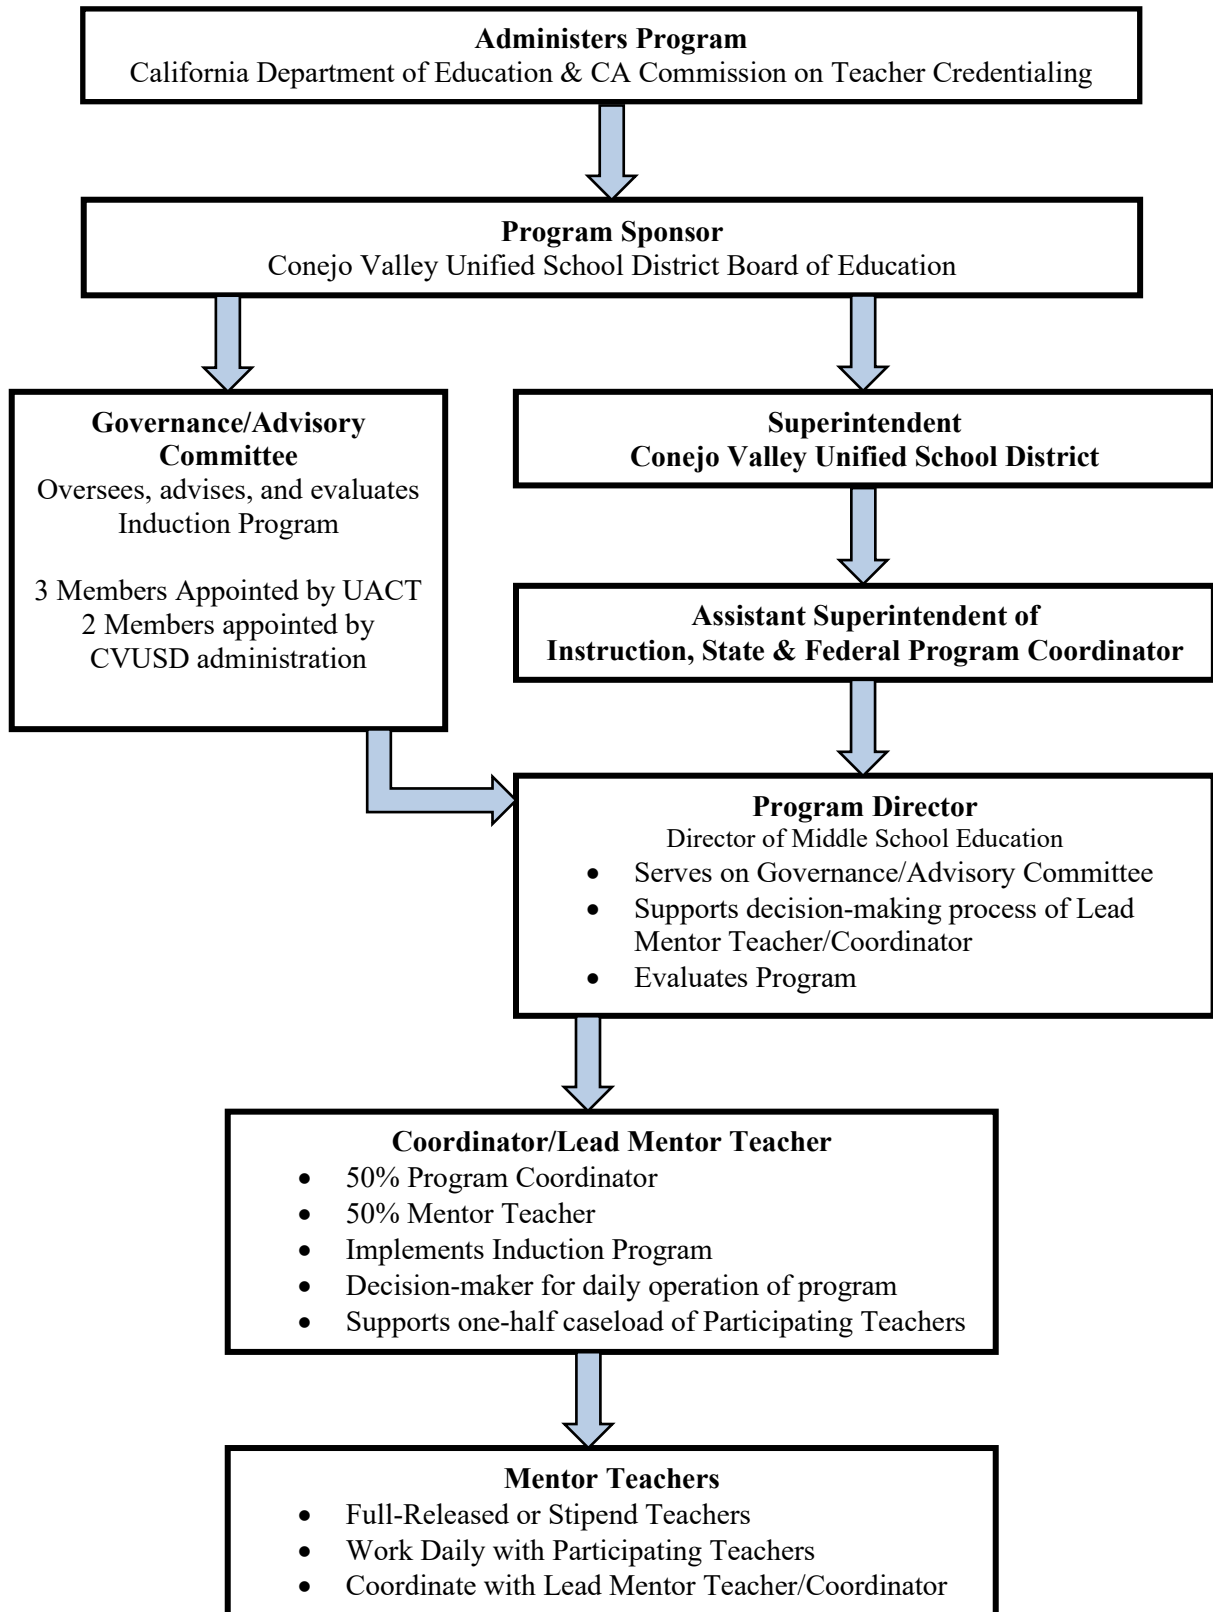 Administers Program
California Department of Education & CA Commission on Teacher Credentialing
Program Sponsor
Conejo Valley Unified School District Board of Education
Governance/Advisory
Committee
Oversees, advises, and evaluates
Induction Program
3 Members Appointed by UACT
2 Members appointed by
CVUSD administration
Superintendent
Conejo Valley Unified School District
Assistant Superintendent of
Instruction, State & Federal Program Coordinator
Program Director
Director of Middle School Education
• Serves on Governance/Advisory Committee
• Supports decision-making process of Lead
Mentor Teacher/Coordinator
• Evaluates Program
Coordinator/Lead Mentor Teacher
• 50% Program Coordinator
• 50% Mentor Teacher
• Implements Induction Program
• Decision-maker for daily operation of program
• Supports one-half caseload of Participating Teachers
Mentor Teachers
• Full-Released or Stipend Teachers
• Work Daily with Participating Teachers
• Coordinate with Lead Mentor Teacher/Coordinator